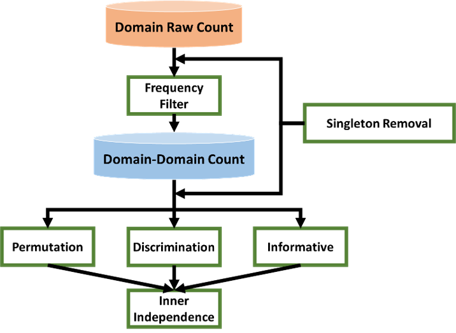 Domain Raw Count
Frequency
Filter
Singleton Removal
Domain-Domain Count
Permutation
Discrimination
Informative
Inner
Independence